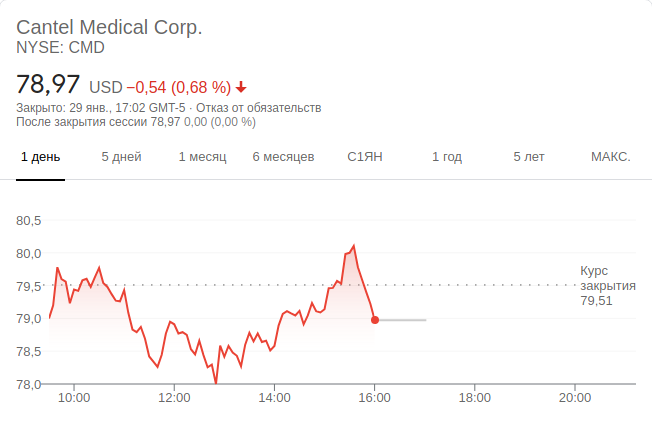 Cantel Medical Corp.
NYSE: CMD
78,97 USD −0,54 (0,68 %)
Закрыто: 29 янв., 17:02 GMT-5 · Отказ от обязательств
После закрытия сессии 78,97 0,00 (0,00 %)
1 день 5 дней 1 месяц 6 месяцев С1ЯН 1 год 5 лет МАКС.
80,5
80,0
Курс
79,5 закрытия
79,51
79,0
78,5
78,0
10:00 12:00 14:00 16:00 18:00 20:00